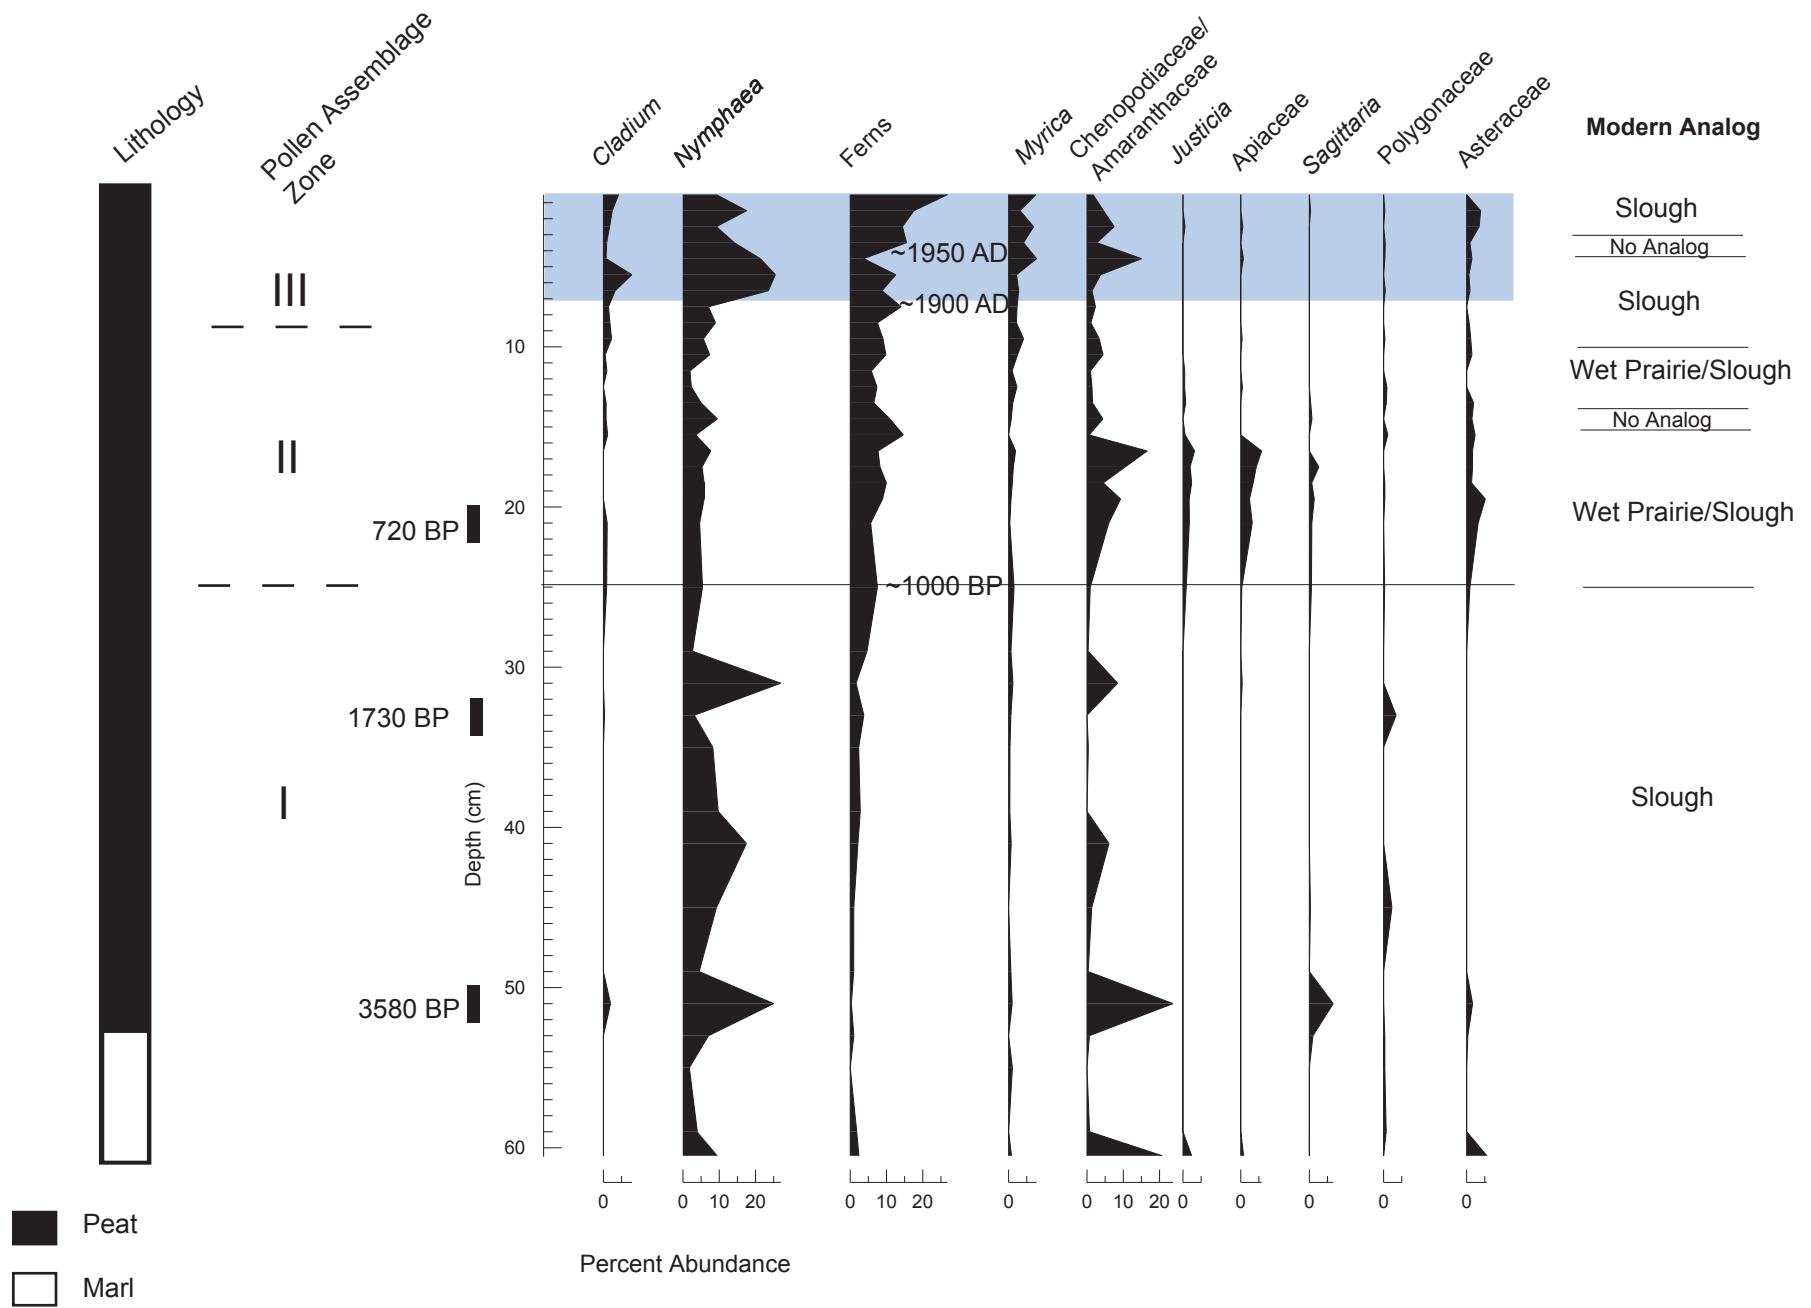 Lithology
Pollen Assemblage
Zone
Cladium
Nymphaea
Ferns
Myrica
Chenopodiaceae/
Amaranthaceae
Justicia
Apiaceae
Sagittaria
Polygonaceae
Asteraceae
Modern Analog
Slough
No Analog
~1950 AD
III
~1900 AD
Slough
10
Wet Prairie/Slough
No Analog
II
20
Wet Prairie/Slough
720 BP
~1000 BP
30
1730 BP
I
Slough
Depth (cm)
40
50
3580 BP
60
0
0 10 20
0 10 20
0
0 10 20
0
0
0
0
0
Peat
Percent Abundance
Marl